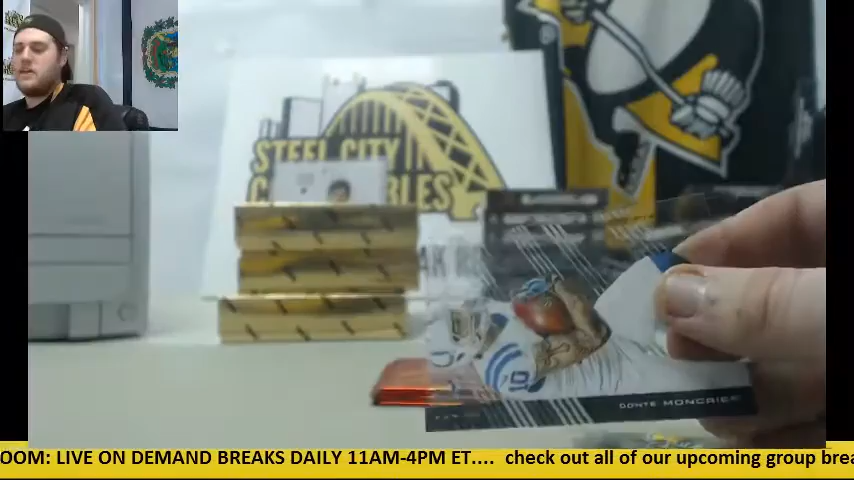 STEEL CITY
C BLES
DONTE MONCRIEF
OOM: LIVE ON DEMAND BREAKS DAILY 11AM-4PM ET.... check out all of our upcoming group brea